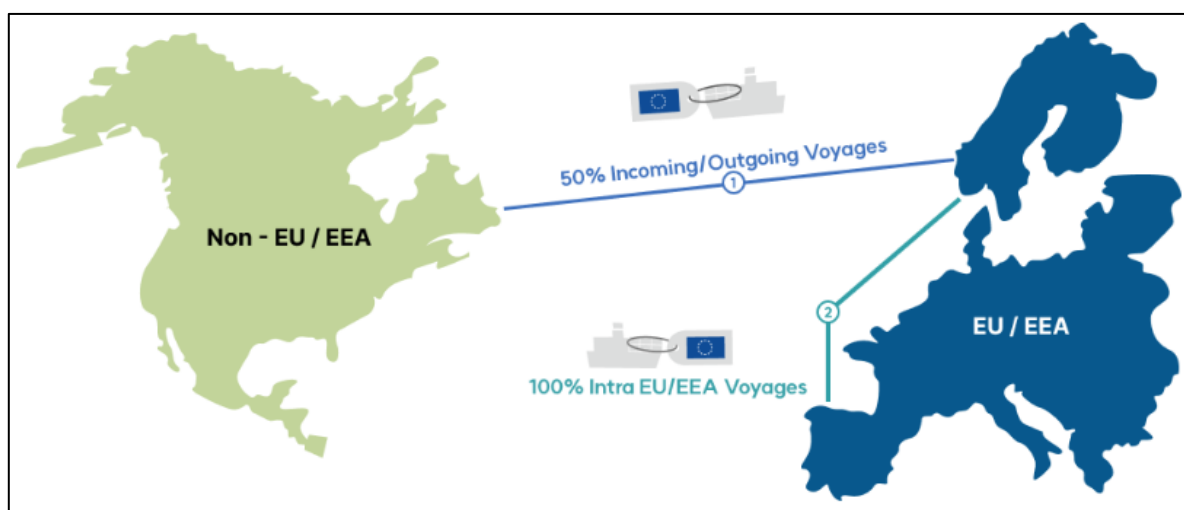 50% Incoming/Outgoing Voyages
1
Non - EU / EEA
2
EU / EEA
100% Intra EU/EEA Voyages